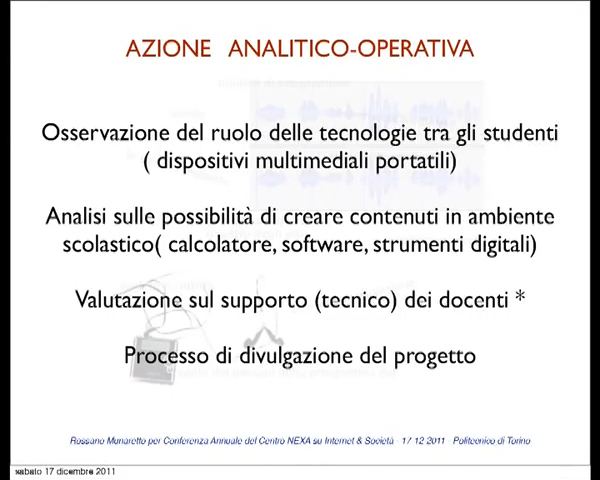 AZIONE ANALITICO-OPERATIVA
Osservazione del ruolo delle tecnologie tra gli studenti
( dispositivi multimediali portatili)
Analisi sulle possibilità di creare contenuti in ambiente
scolastico( calcolatore, software, strumenti digitali)
Valutazione sul supporto (tecnico) dei docenti *
Processo di divulgazione del progetto
Rossano Munaretto per Conferenza Annuale del Centro NEXA su Internet & Società - 17 12 2011 - Politecnico di Torino
sabato 17 dicembre 2011